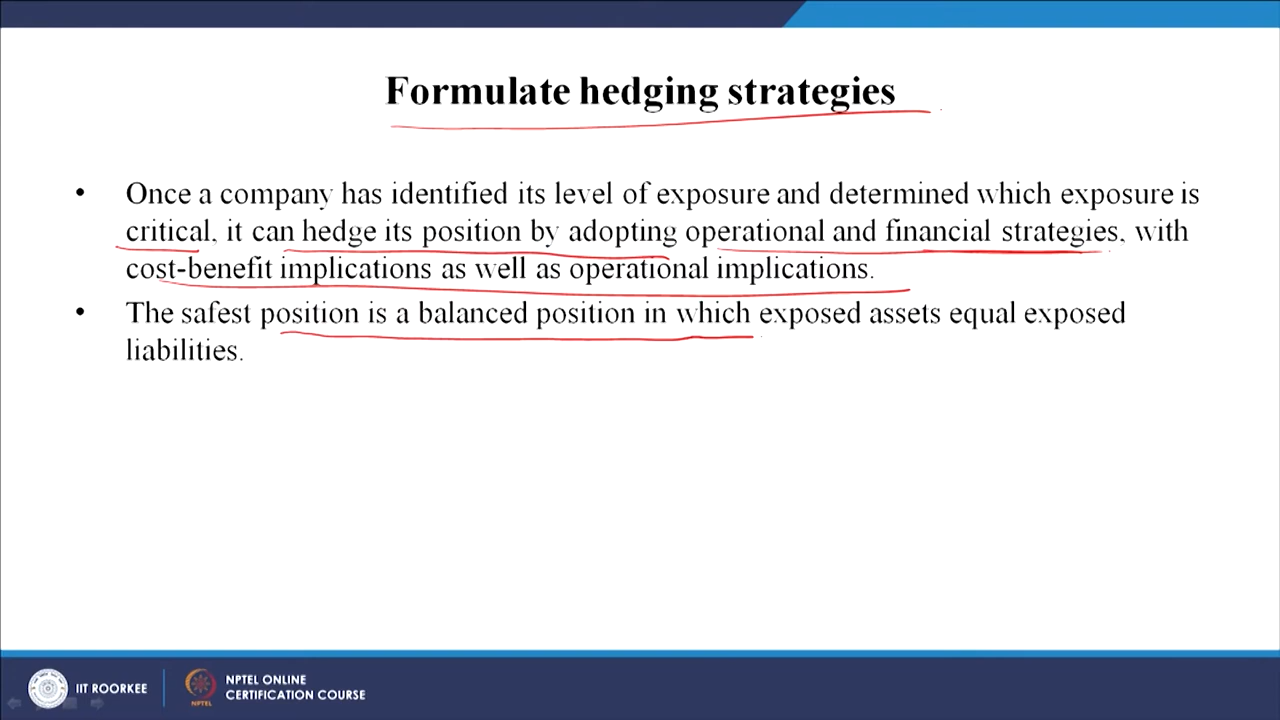 Formulate hedging strategies
• Once a company has identified its level of exposure and determined which exposure is
critical, it can hedge its position by adopting operational and financial strategies, with
cost-benefit implications as well as operational implications.
• The safest position is a balanced position in which exposed assets equal exposed
liabilities.
IIT ROORKEE
NPTEL ONLINE
CERTIFICATION COURSE
NPTEL